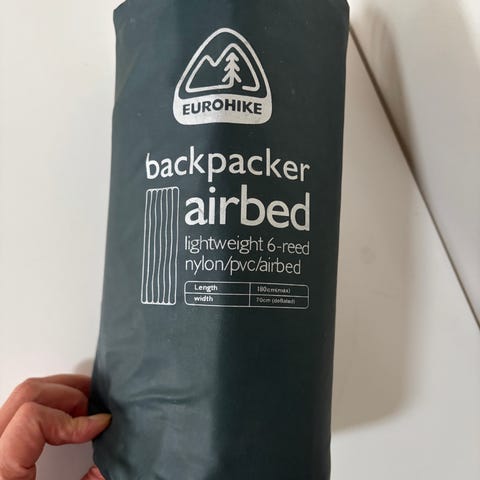 EUROHIKE
backpacker
airbed
lightweight 6-reed
nylon/pvc/airbed
Length 180cm(max)
width 70cm (deflated)